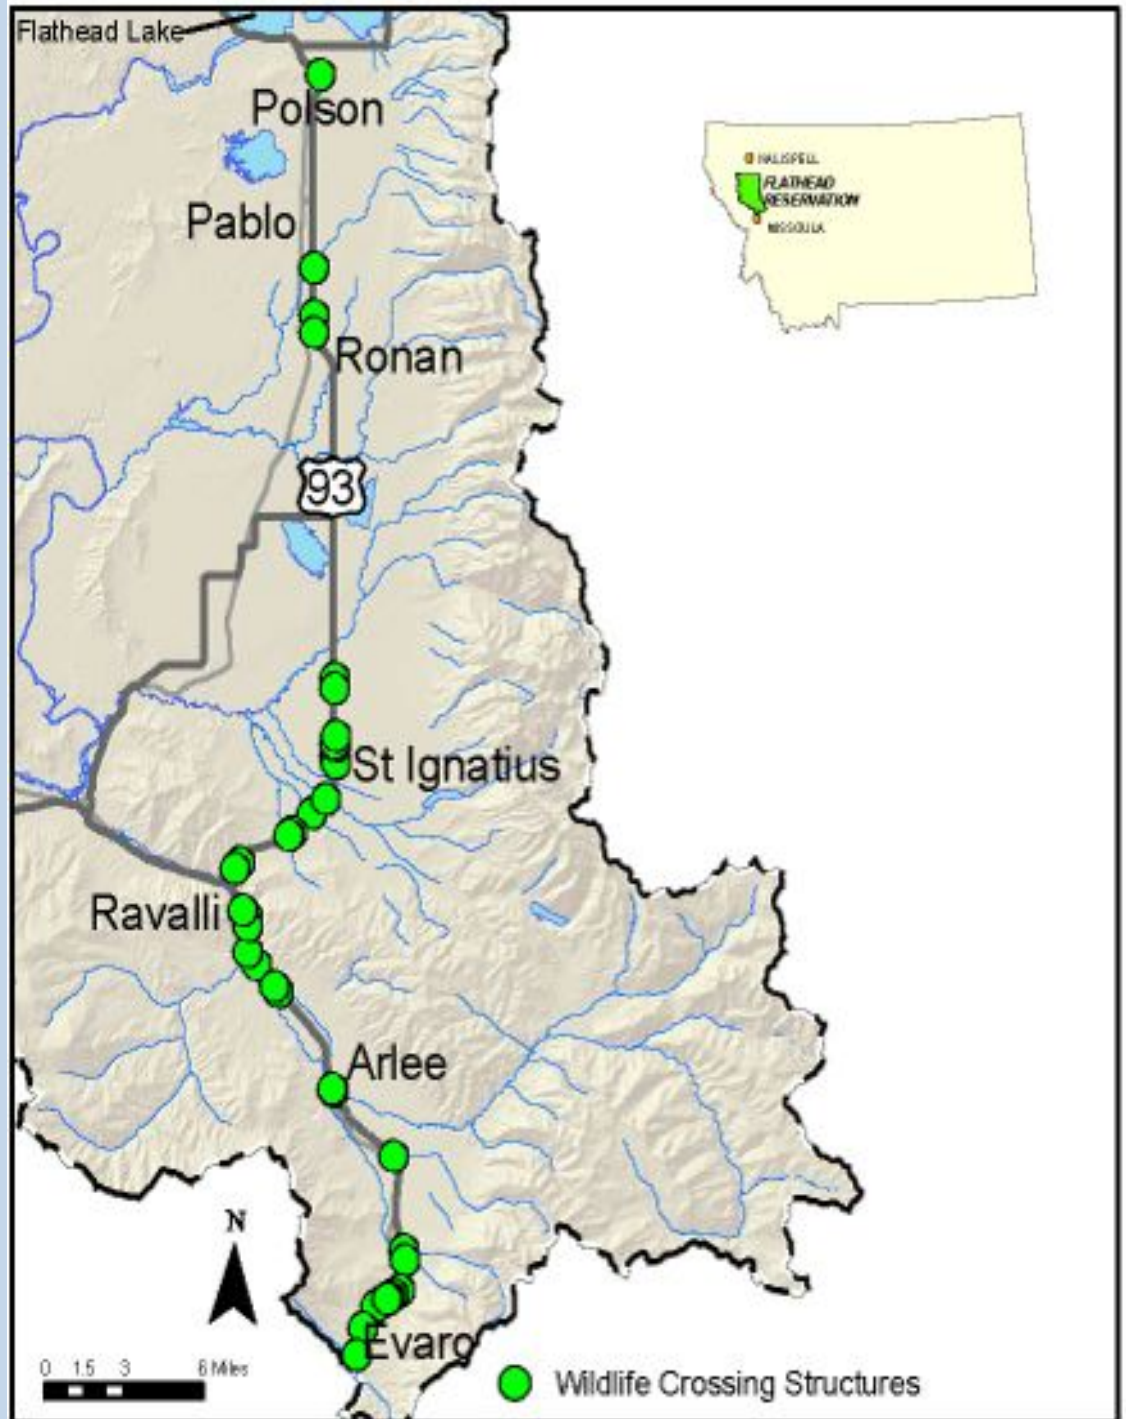 Flathead Lake
Polson
Pablo
Ronan
93
St Ignatius
Ravalli
Arlee
Evaro
KALISPELL
FLATHEAD
RESERVATION
MISSOULA
N
0 1.5 3 6 Miles
Wildlife Crossing Structures